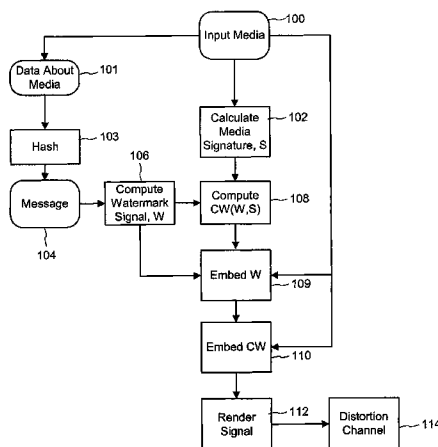 100
Input Media
Data About
Media
101
102
Calculate
Media
Signature, S
103
Hash
106
Compute
Watermark
Signal, W
Message
104
Compute
CW(W,S)
108
Embed W
109
Embed CW
110
Render
Signal
112
Distortion
Channel
114